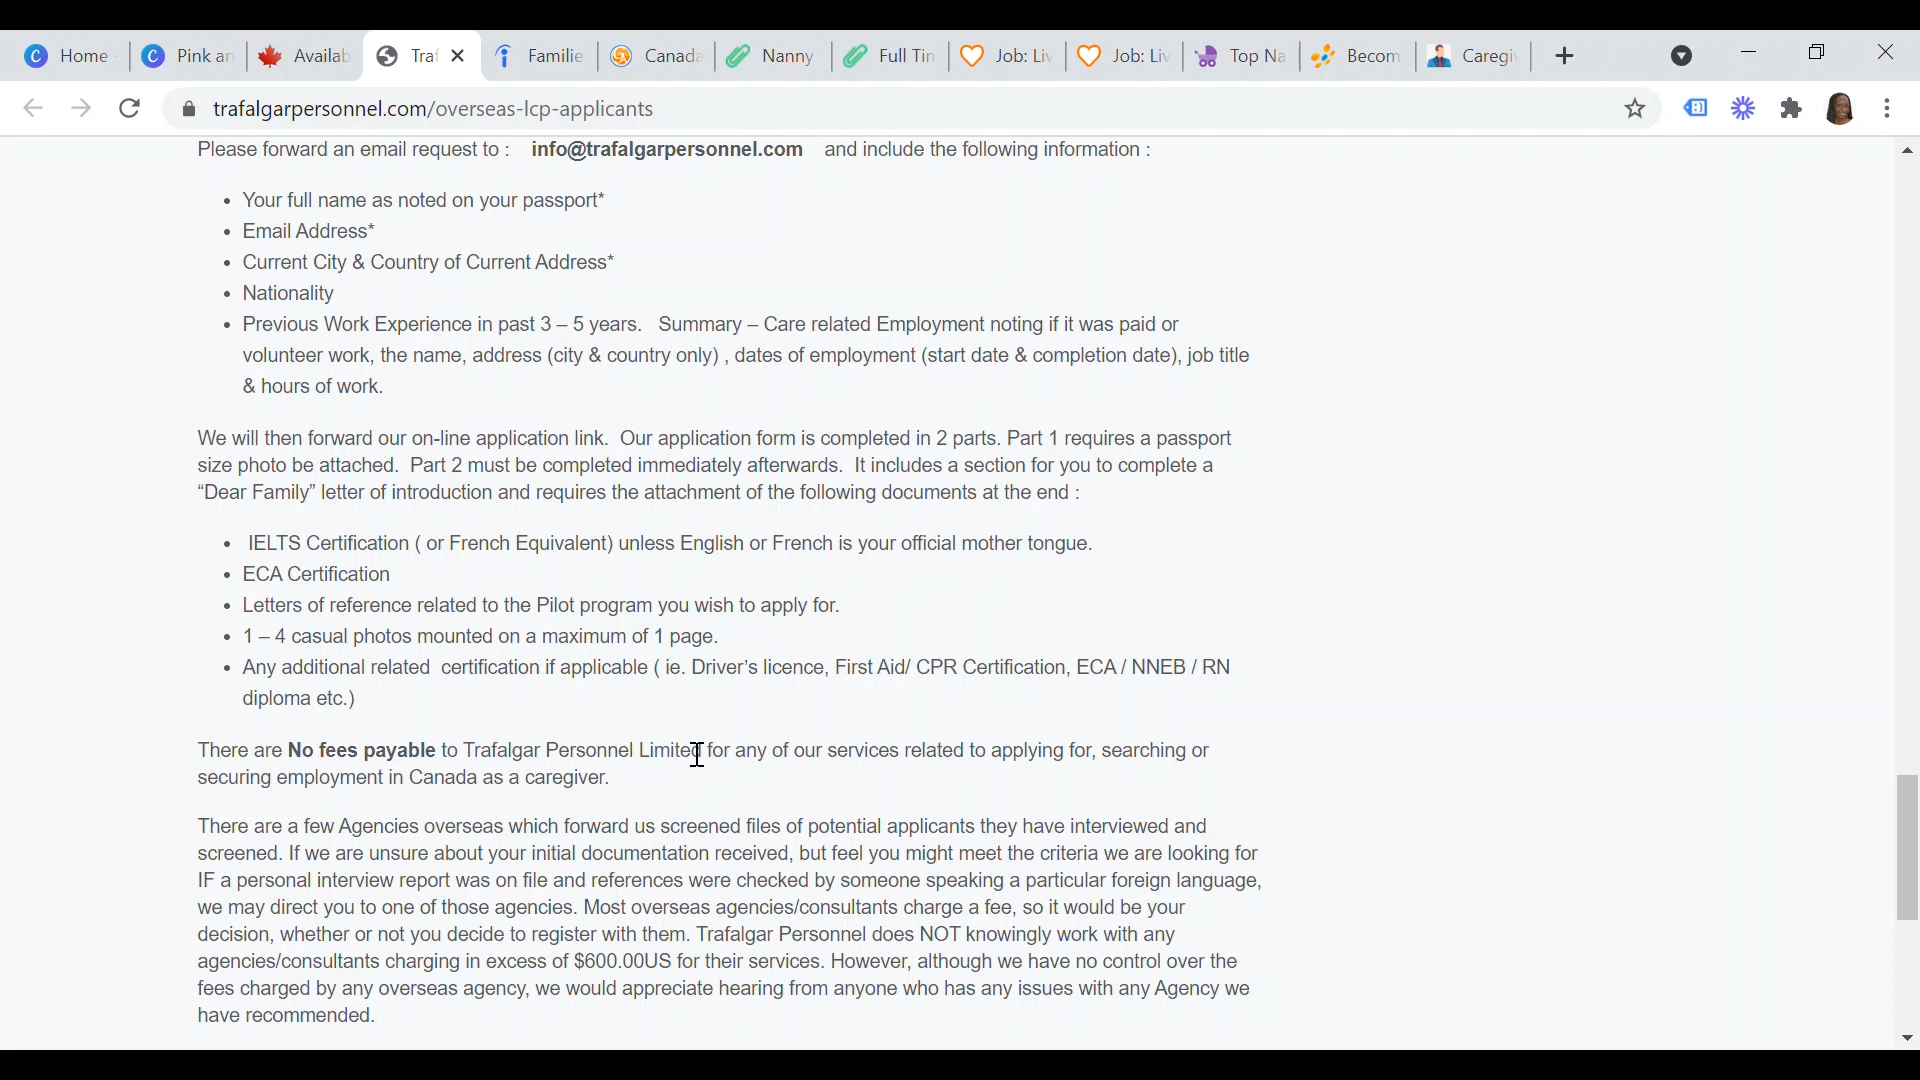 Home
Pink an
Availab
Traf
Familie
Canada
Nanny
Full Tin
Job: Liv
Job: Liv
Top Na
Becom
Caregi
trafalgarpersonnel.com/overseas-lcp-applicants
Please forward an email request to : info@trafalgarpersonnel.com and include the following information :
• Your full name as noted on your passport*
• Email Address*
• Current City & Country of Current Address*
• Nationality
• Previous Work Experience in past 3 – 5 years. Summary – Care related Employment noting if it was paid or
volunteer work, the name, address (city & country only) , dates of employment (start date & completion date), job title
& hours of work.
We will then forward our on-line application link. Our application form is completed in 2 parts. Part 1 requires a passport
size photo be attached. Part 2 must be completed immediately afterwards. It includes a section for you to complete a
“Dear Family” letter of introduction and requires the attachment of the following documents at the end :
• IELTS Certification ( or French Equivalent) unless English or French is your official mother tongue.
• ECA Certification
• Letters of reference related to the Pilot program you wish to apply for.
• 1 – 4 casual photos mounted on a maximum of 1 page.
• Any additional related certification if applicable ( ie. Driver’s licence, First Aid/ CPR Certification, ECA / NNEB / RN
diploma etc.)
There are No fees payable to Trafalgar Personnel Limited for any of our services related to applying for, searching or
securing employment in Canada as a caregiver.
There are a few Agencies overseas which forward us screened files of potential applicants they have interviewed and
screened. If we are unsure about your initial documentation received, but feel you might meet the criteria we are looking for
IF a personal interview report was on file and references were checked by someone speaking a particular foreign language,
we may direct you to one of those agencies. Most overseas agencies/consultants charge a fee, so it would be your
decision, whether or not you decide to register with them. Trafalgar Personnel does NOT knowingly work with any
agencies/consultants charging in excess of $600.00US for their services. However, although we have no control over the
fees charged by any overseas agency, we would appreciate hearing from anyone who has any issues with any Agency we
have recommended.